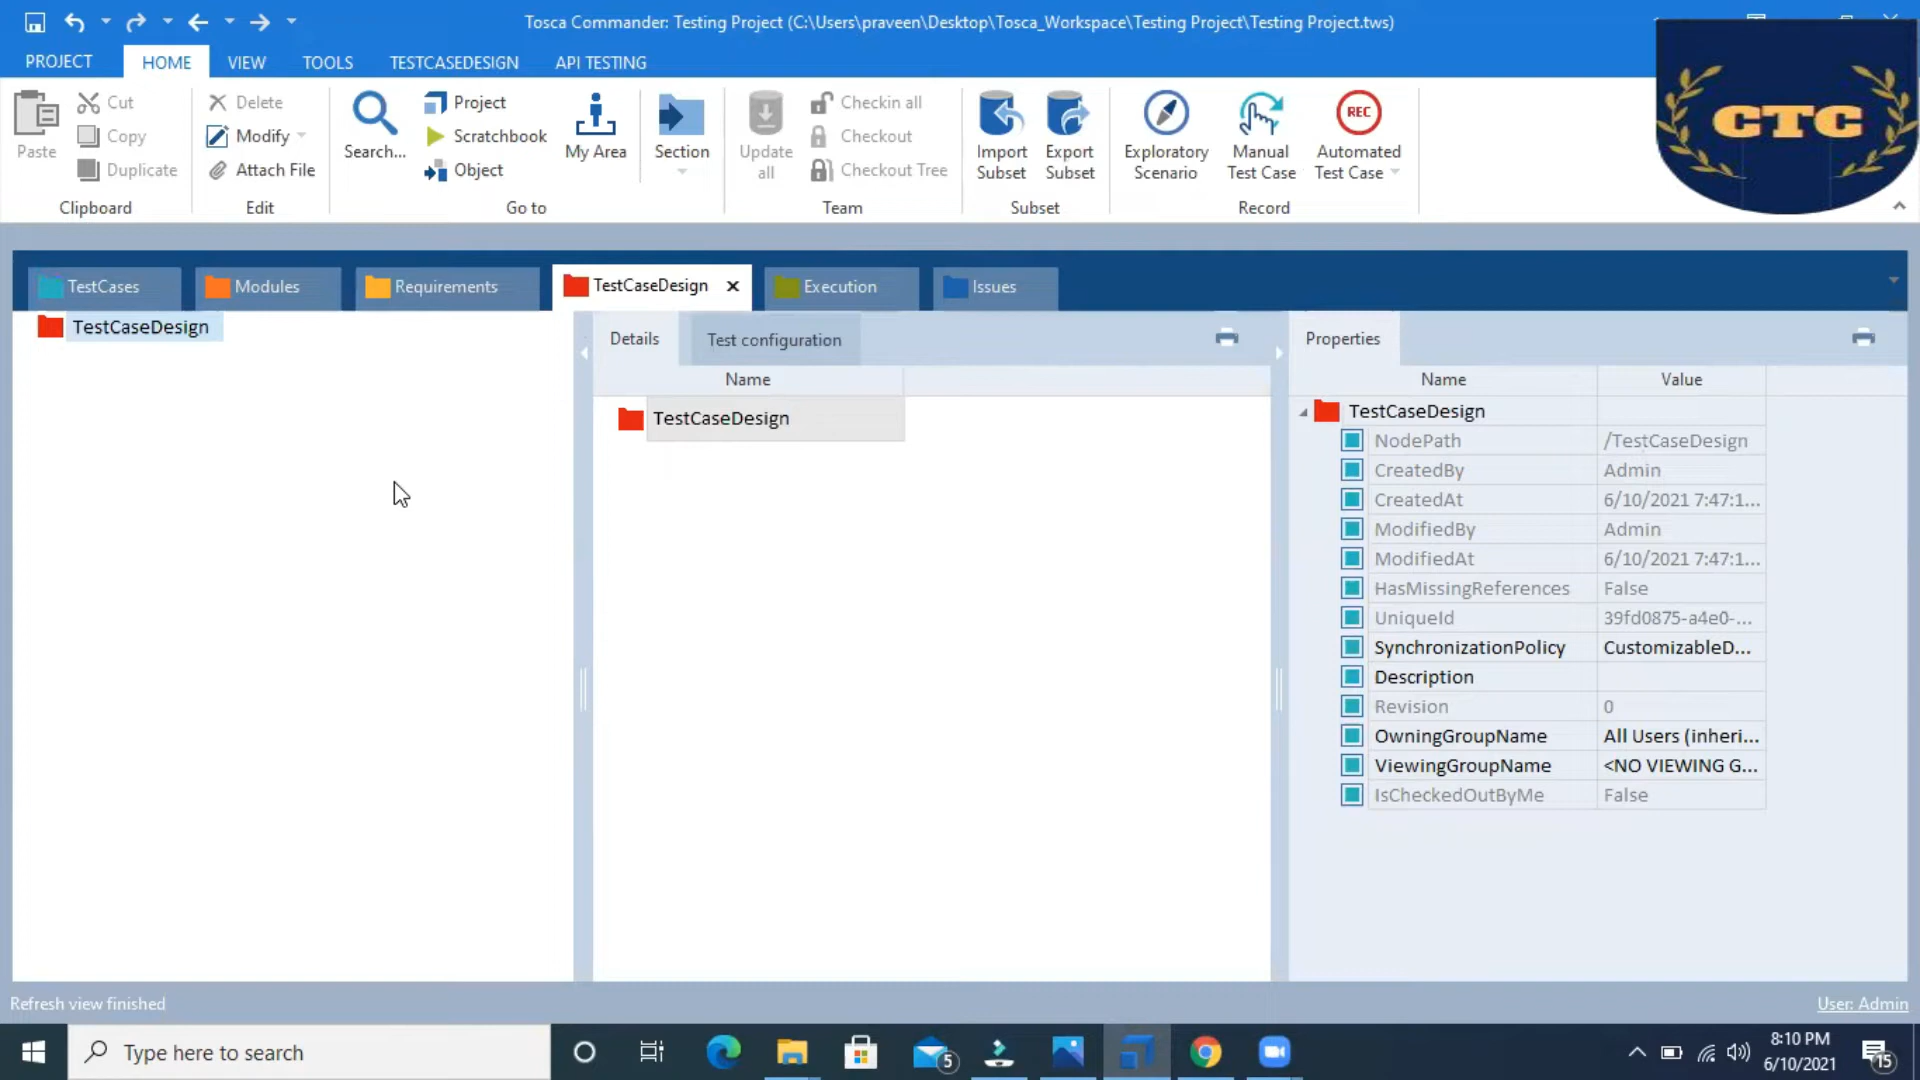 Tosca Commander: Testing Project (C:\Users\praveen\Desktop\Tosca_Workspace\Testing Project\Testing Project.tws)
PROJECT HOME VIEW TOOLS TESTCASEDESIGN API TESTING
Paste
Cut
Copy
Duplicate
Clipboard
Delete
Modify
Attach File
Edit
Search...
Project
Scratchbook
Object
My Area
Go to
Section
Update all
Checkin all
Checkout
Checkout Tree
Team
Import Subset
Export Subset
Subset
Exploratory Scenario
Manual Test Case
REC
Automated Test Case
Record
CTC
TestCases Modules Requirements TestCaseDesign Execution Issues
TestCaseDesign
Details Test configuration
Name
TestCaseDesign
Properties
Name Value
TestCaseDesign
NodePath /TestCaseDesign
CreatedBy Admin
CreatedAt 6/10/2021 7:47:1...
ModifiedBy Admin
ModifiedAt 6/10/2021 7:47:1...
HasMissingReferences False
UniqueId 39fd0875-a4e0-...
SynchronizationPolicy CustomizableD...
Description
Revision 0
OwningGroupName All Users (inheri...
ViewingGroupName <NO VIEWING G...
IsCheckedOutByMe False
Refresh view finished
User: Admin
Type here to search
5
8:10 PM
6/10/2021
15